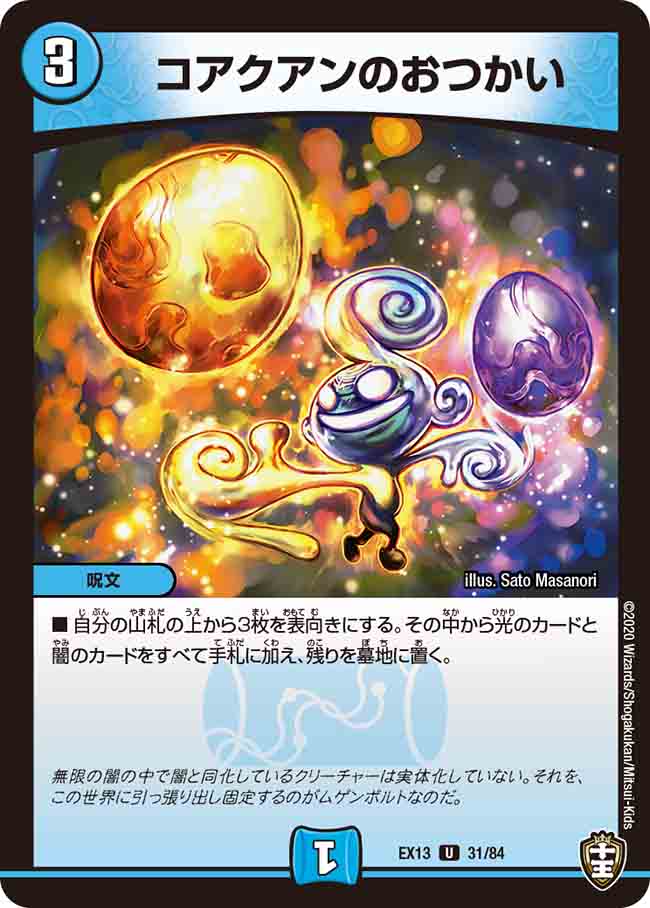 3
コアクアンのおつかい
illus. Sato Masanori
呪文
■自分の山札の上から3枚を表向きにする。その中から光のカードと
闇のカードをすべて手札に加え、残りを墓地に置く。
無限の闇の中で闇と同化しているクリーチャーは実体化していない。それを、
この世界に引っ張り出し固定するのがムゲンボルトなのだ。
©2020 Wizards/Shogakukan/Mitsui-Kids
1
EX13 U 31/84
十王